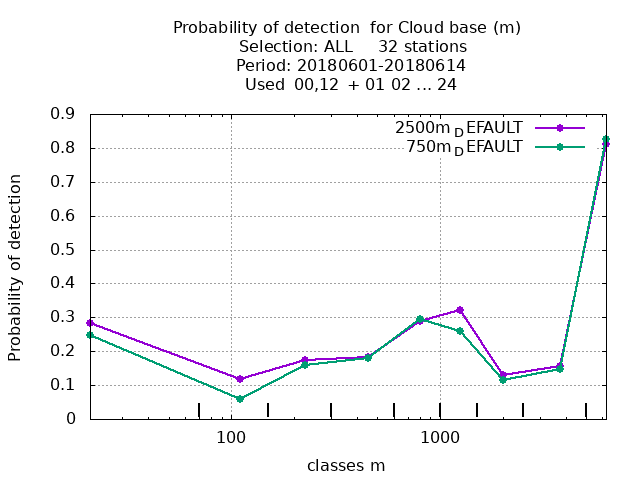 Probability of detection  for Cloud base (m)
Selection: ALL     32 stations
Period: 20180601-20180614
Used  00,12  + 01 02 ... 24
0.9
0.8
0.7
0.6
0.5
0.4
0.3
0.2
0.1
0
Probability of detection
2500m_DEFAULT
750m_DEFAULT
100
1000
classes m